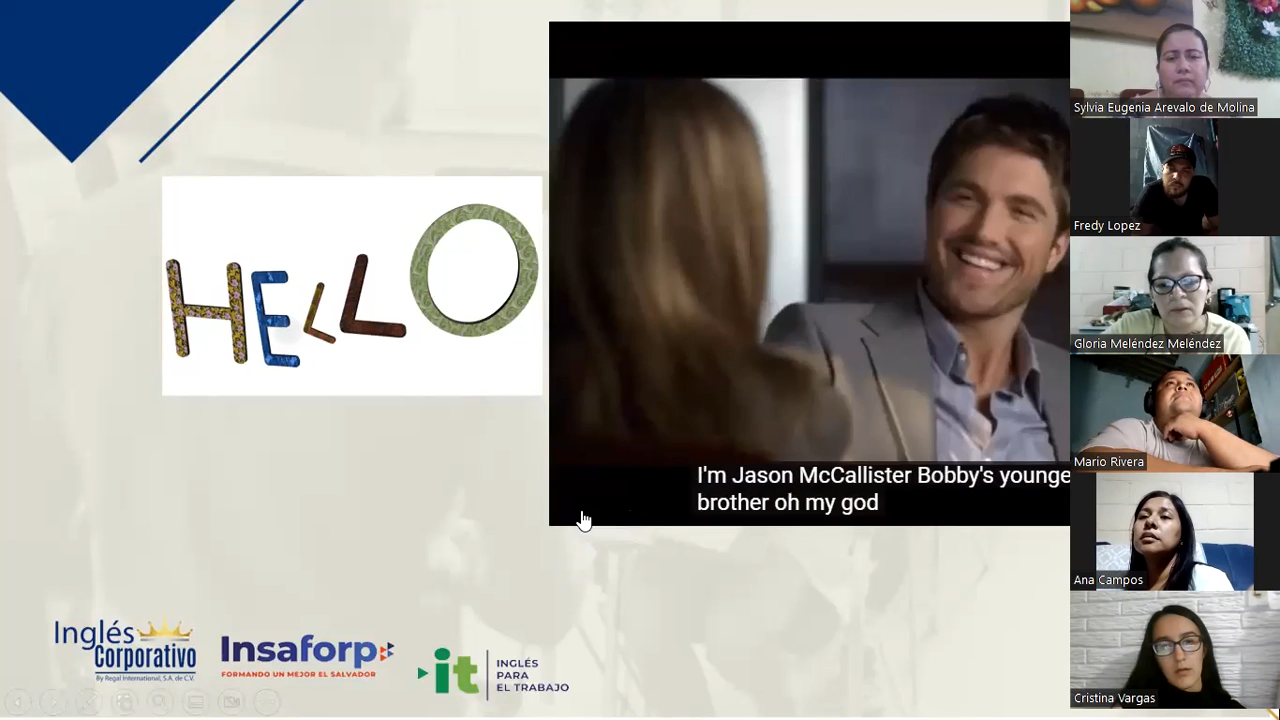 HELLO
I'm Jason McCallister Bobby's younge
brother oh my god
Inglés
Corporativo
By Regal International, S.A. de C.V.
Insaforp
FORMANDO UN MEJOR EL SALVADOR
it
INGLÉS
PARA
EL TRABAJO
Sylvia Eugenia Arevalo de Molina
Fredy Lopez
Gloria Meléndez Meléndez
Mario Rivera
Ana Campos
Cristina Vargas